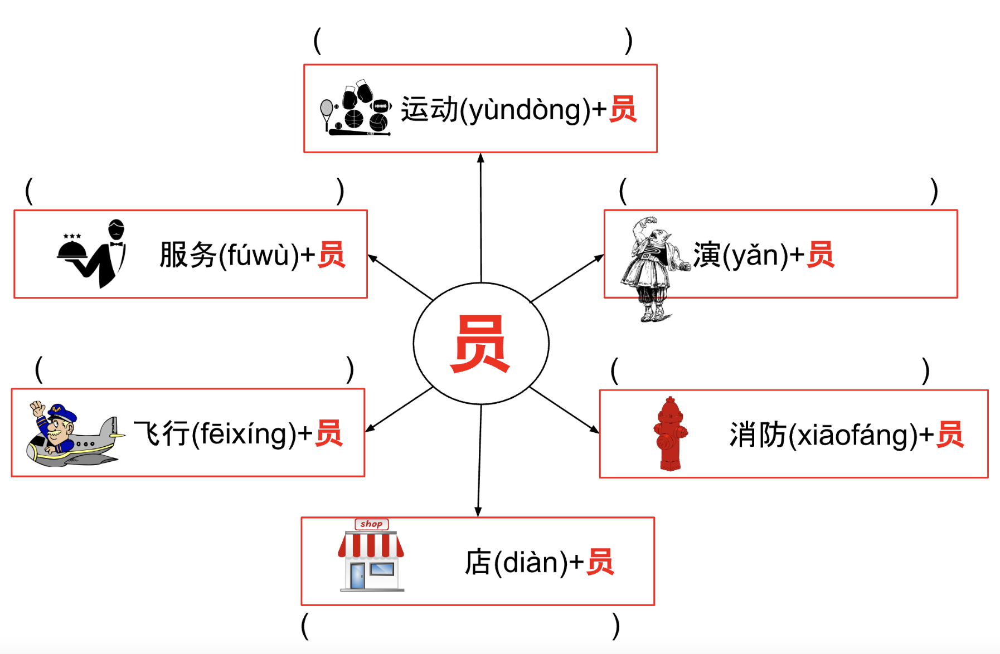 ( )
运动(yùndòng)+员
( )
服务(fúwù)+员
( )
演(yǎn)+员
员
( )
飞行(fēixíng)+员
( )
消防(xiāofáng)+员
shop
店(diàn)+员
( )